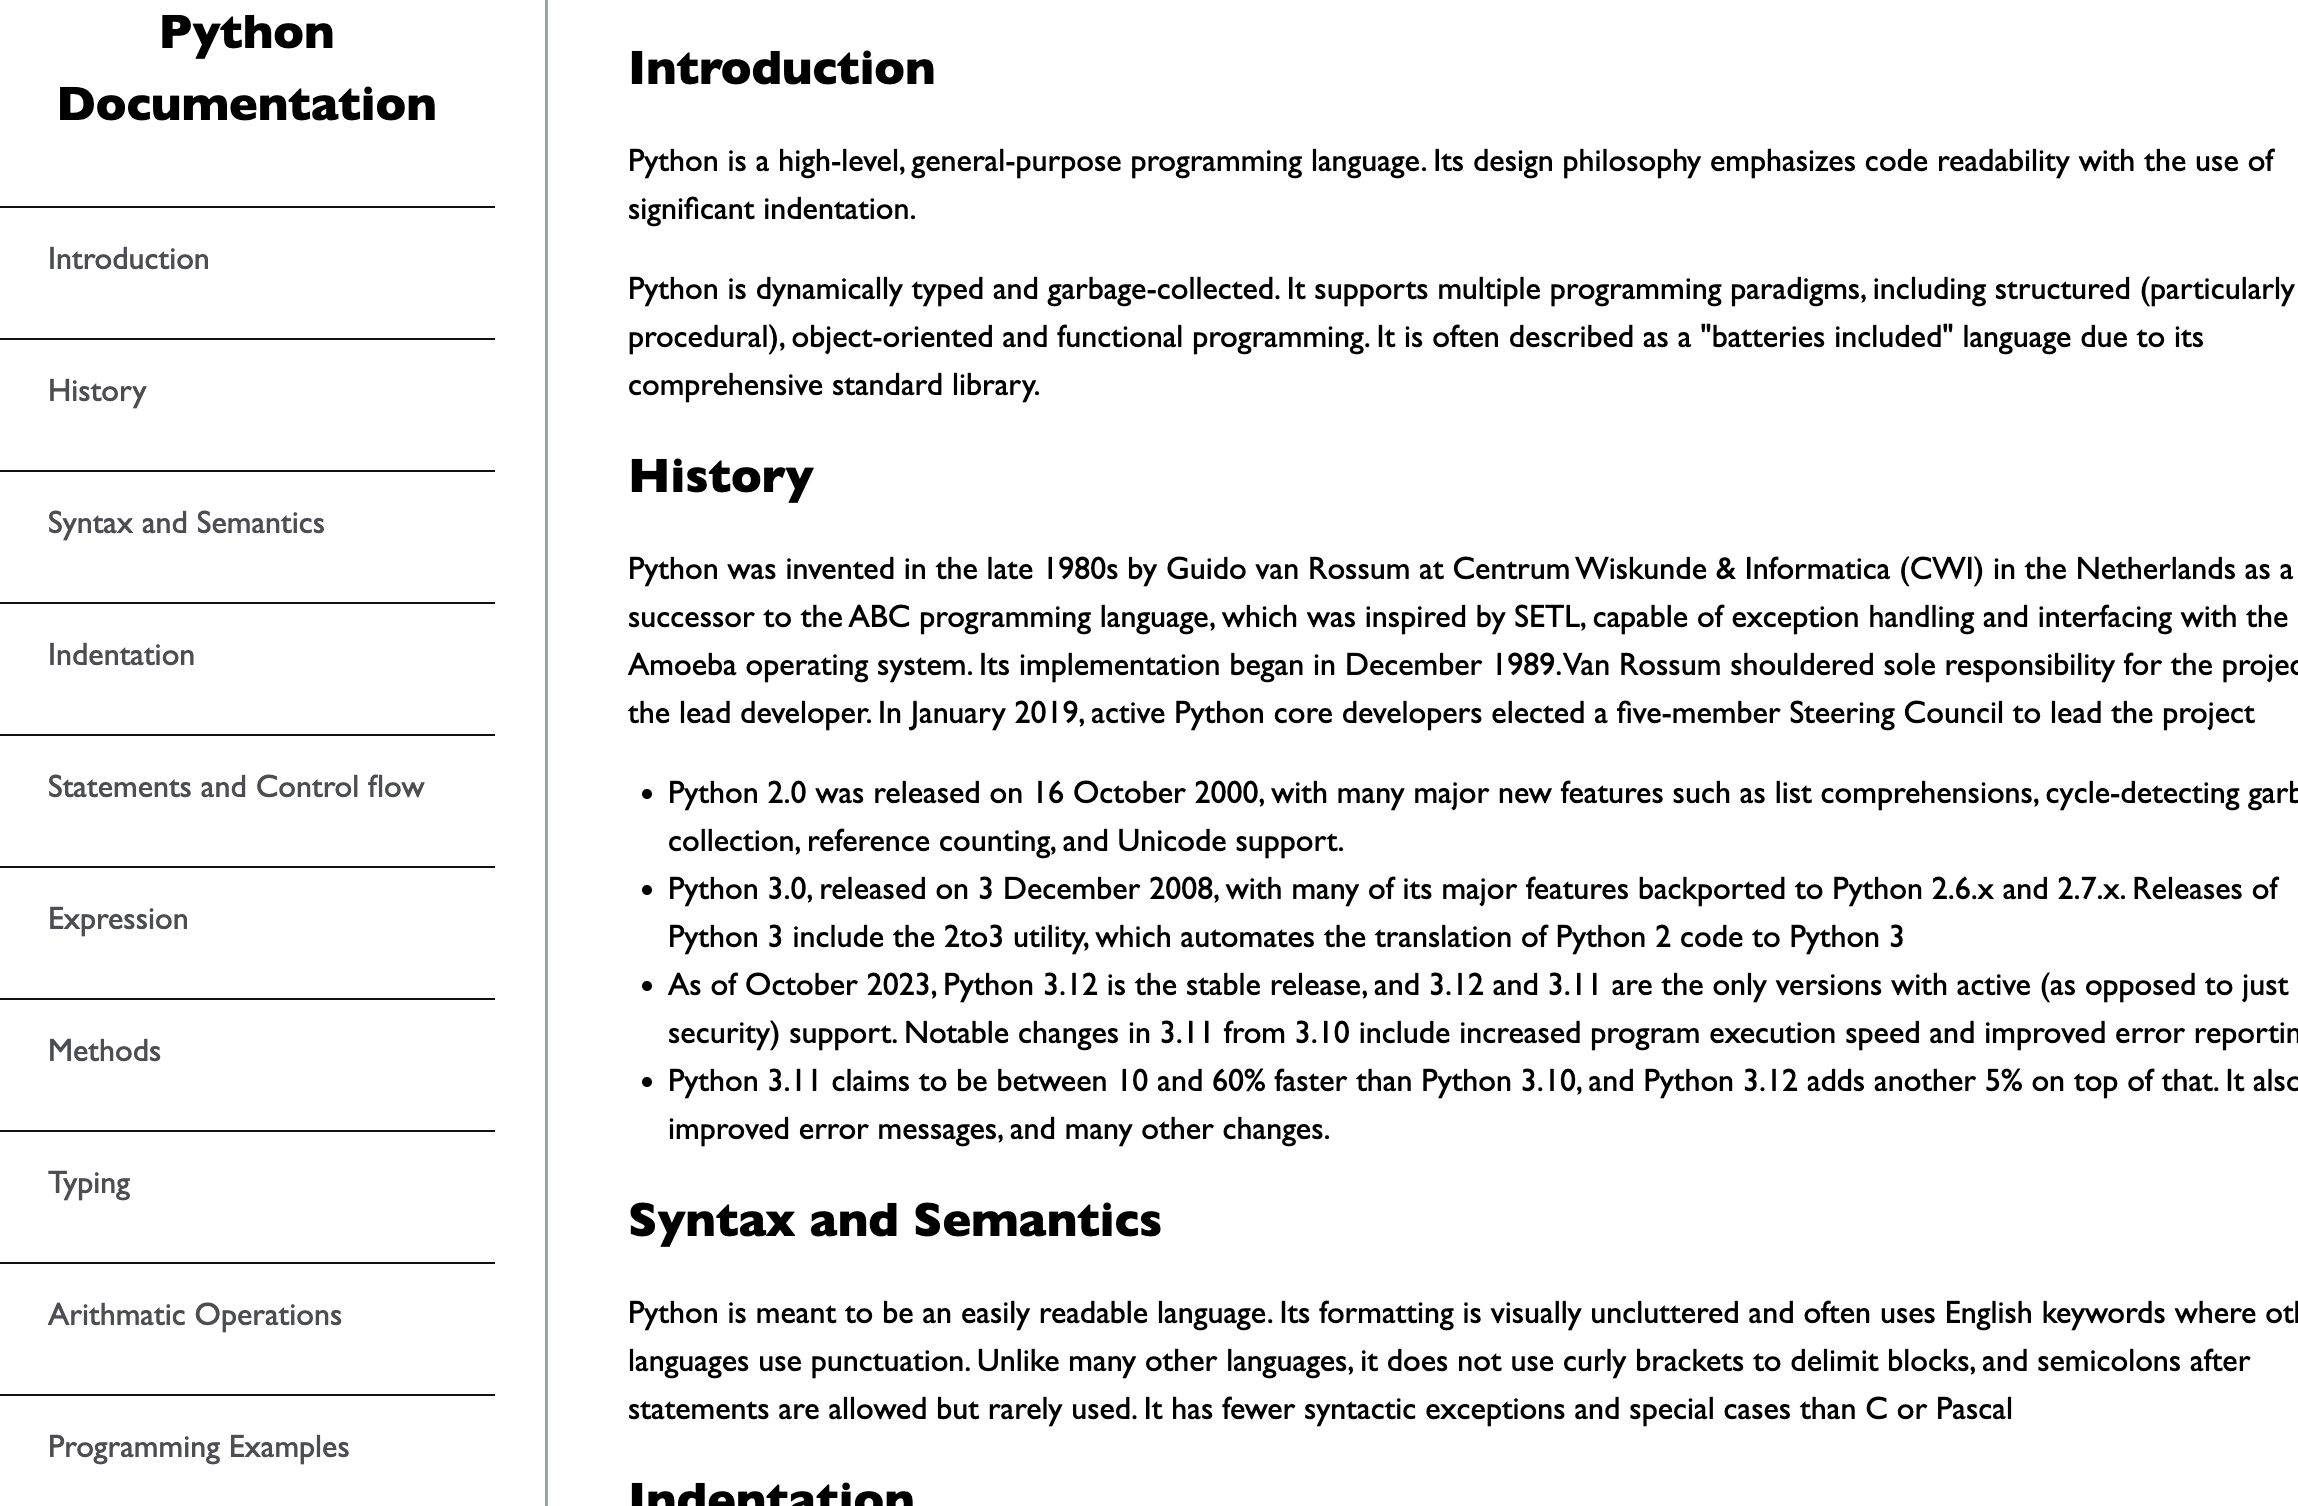 Python
Documentation
Introduction
History
Syntax and Semantics
Indentation
Statements and Control flow
Expression
Methods
Typing
Arithmatic Operations
Programming Examples
Introduction
Python is a high-level, general-purpose programming language. Its design philosophy emphasizes code readability with the use of
significant indentation.
Python is dynamically typed and garbage-collected. It supports multiple programming paradigms, including structured (particularly
procedural), object-oriented and functional programming. It is often described as a "batteries included" language due to its
comprehensive standard library.
History
Python was invented in the late 1980s by Guido van Rossum at Centrum Wiskunde & Informatica (CWI) in the Netherlands as a
successor to the ABC programming language, which was inspired by SETL, capable of exception handling and interfacing with the
Amoeba operating system. Its implementation began in December 1989. Van Rossum shouldered sole responsibility for the
the lead developer. In January 2019, active Python core developers elected a five-member Steering Council to lead the project
• Python 2.0 was released on 16 October 2000, with many major new features such as list comprehensions, cycle-detecting
collection, reference counting, and Unicode support.
• Python 3.0, released on 3 December 2008, with many of its major features backported to Python 2.6.x and 2.7.x. Releases of
Python 3 include the 2to3 utility, which automates the translation of Python 2 code to Python 3
• As of October 2023, Python 3.12 is the stable release, and 3.12 and 3.11 are the only versions with active (as opposed to just
security) support. Notable changes in 3.11 from 3.10 include increased program execution speed and improved error
• Python 3.11 claims to be between 10 and 60% faster than Python 3.10, and Python 3.12 adds another 5% on top of that. It also
improved error messages, and many other changes.
Syntax and Semantics
Python is meant to be an easily readable language. Its formatting is visually uncluttered and often uses English keywords where
languages use punctuation. Unlike many other languages, it does not use curly brackets to delimit blocks, and semicolons after
statements are allowed but rarely used. It has fewer syntactic exceptions and special cases than C or Pascal
Indentation